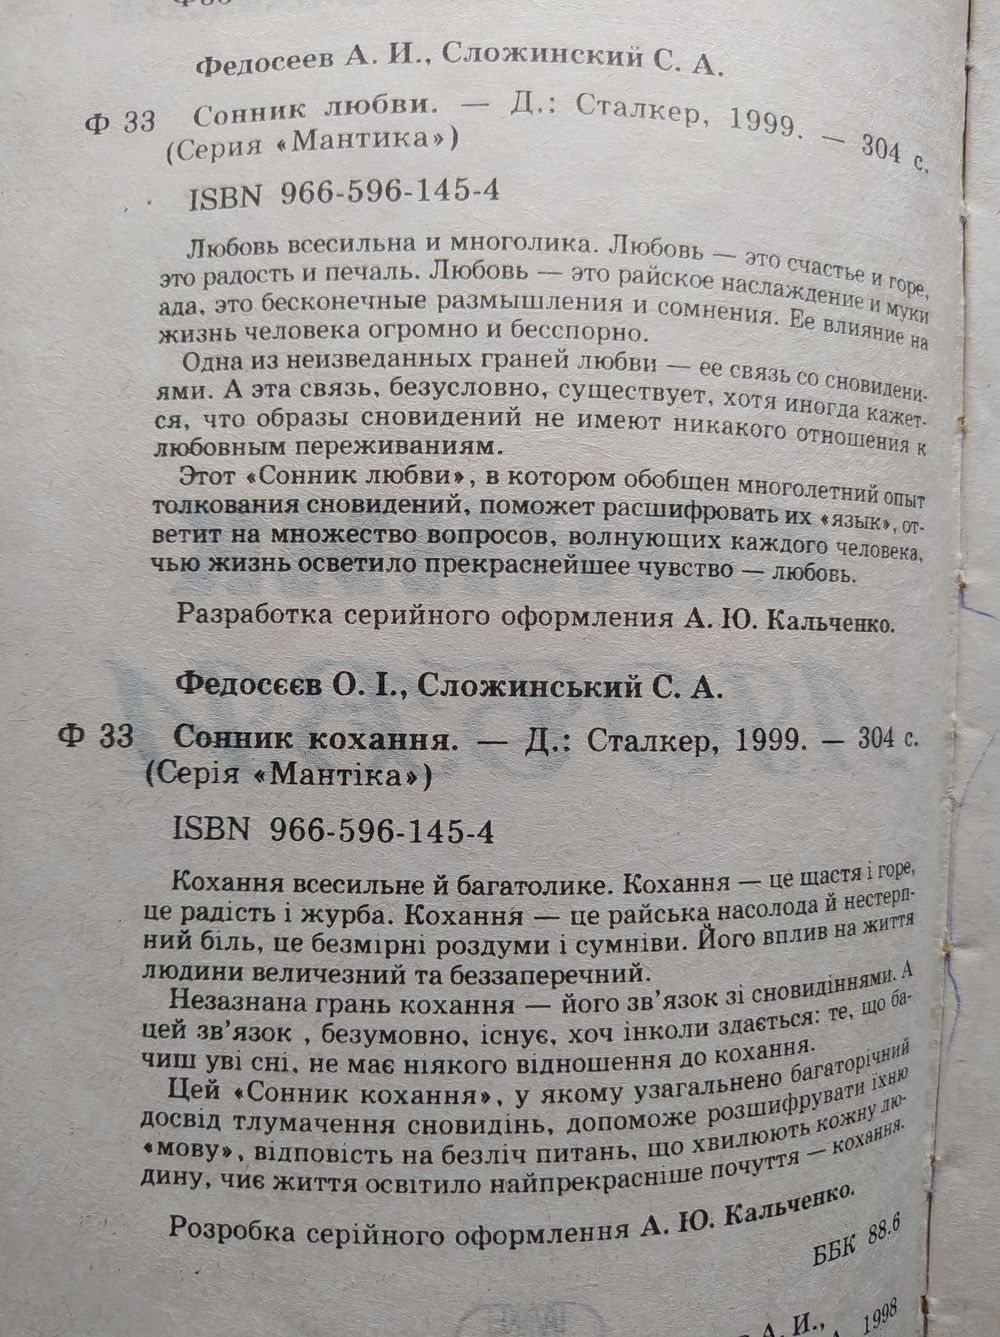 Федосеев А. И., Сложинский С. А.
Ф 33 Сонник любви. — Д.: Сталкер, 1999. — 304 с.
(Серия «Мантика»)
ISBN 966-596-145-4
Любовь всесильна и многолика. Любовь — это счастье и горе,
это радость и печаль. Любовь — это райское наслаждение и муки
ада, это бесконечные размышления и сомнения. Ее влияние на
жизнь человека огромно и бесспорно.
Одна из неизведанных граней любви — ее связь со сновидени-
ями. А эта связь, безусловно, существует, хотя иногда кажет-
ся, что образы сновидений не имеют никакого отношения к
любовным переживаниям.
Этот «Сонник любви», в котором обобщен многолетний опыт
толкования сновидений, поможет расшифровать их «язык», от-
ветит на множество вопросов, волнующих каждого человека,
чью жизнь осветило прекраснейшее чувство — любовь.
Разработка серийного оформления А. Ю. Кальченко.
Федосєєв О. І., Сложинський С. А.
Ф 33 Сонник кохання. — Д.: Сталкер, 1999. — 304 с.
(Серія «Мантіка»)
ISBN 966-596-145-4
Кохання всесильне й багатолике. Кохання — це щастя і горе,
це радість і журба. Кохання — це райська насолода й нестерп-
ний біль, це безмірні роздуми і сумніви. Його вплив на життя
людини величезний та беззаперечний.
Незазнана грань кохання — його зв'язок зі сновидіннями. А
цей зв'язок , безумовно, існує, хоч інколи здається: те, що ба-
чиш уві сні, не має ніякого відношення до кохання.
Цей «Сонник кохання», у якому узагальнено багаторічний
досвід тлумачення сновидінь, допоможе розшифрувати їхню
«мову», відповість на безліч питань, що хвилюють кожну лю-
дину, чиє життя освітило найпрекрасніше почуття — кохання.
Розробка серійного оформлення А. Ю. Кальченко.
ББК 88.6
А. И.,
1998